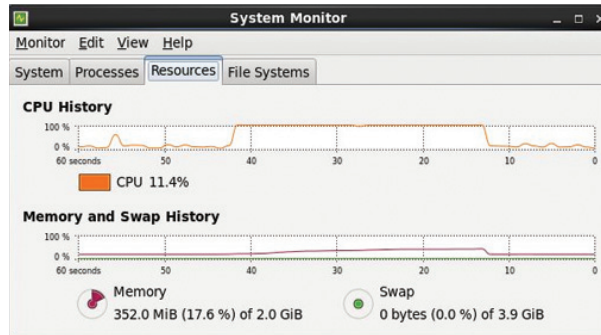 System Monitor
Monitor Edit View Help
System Processes Resources File Systems
CPU History
100 %
0 %
60 seconds 50 40 30 20 10 0
CPU 11.4%
Memory and Swap History
100 %
0 %
60 seconds 50 40 30 20 10 0
Memory Swap
352.0 MiB (17.6 %) of 2.0 GiB 0 bytes (0.0 %) of 3.9 GiB